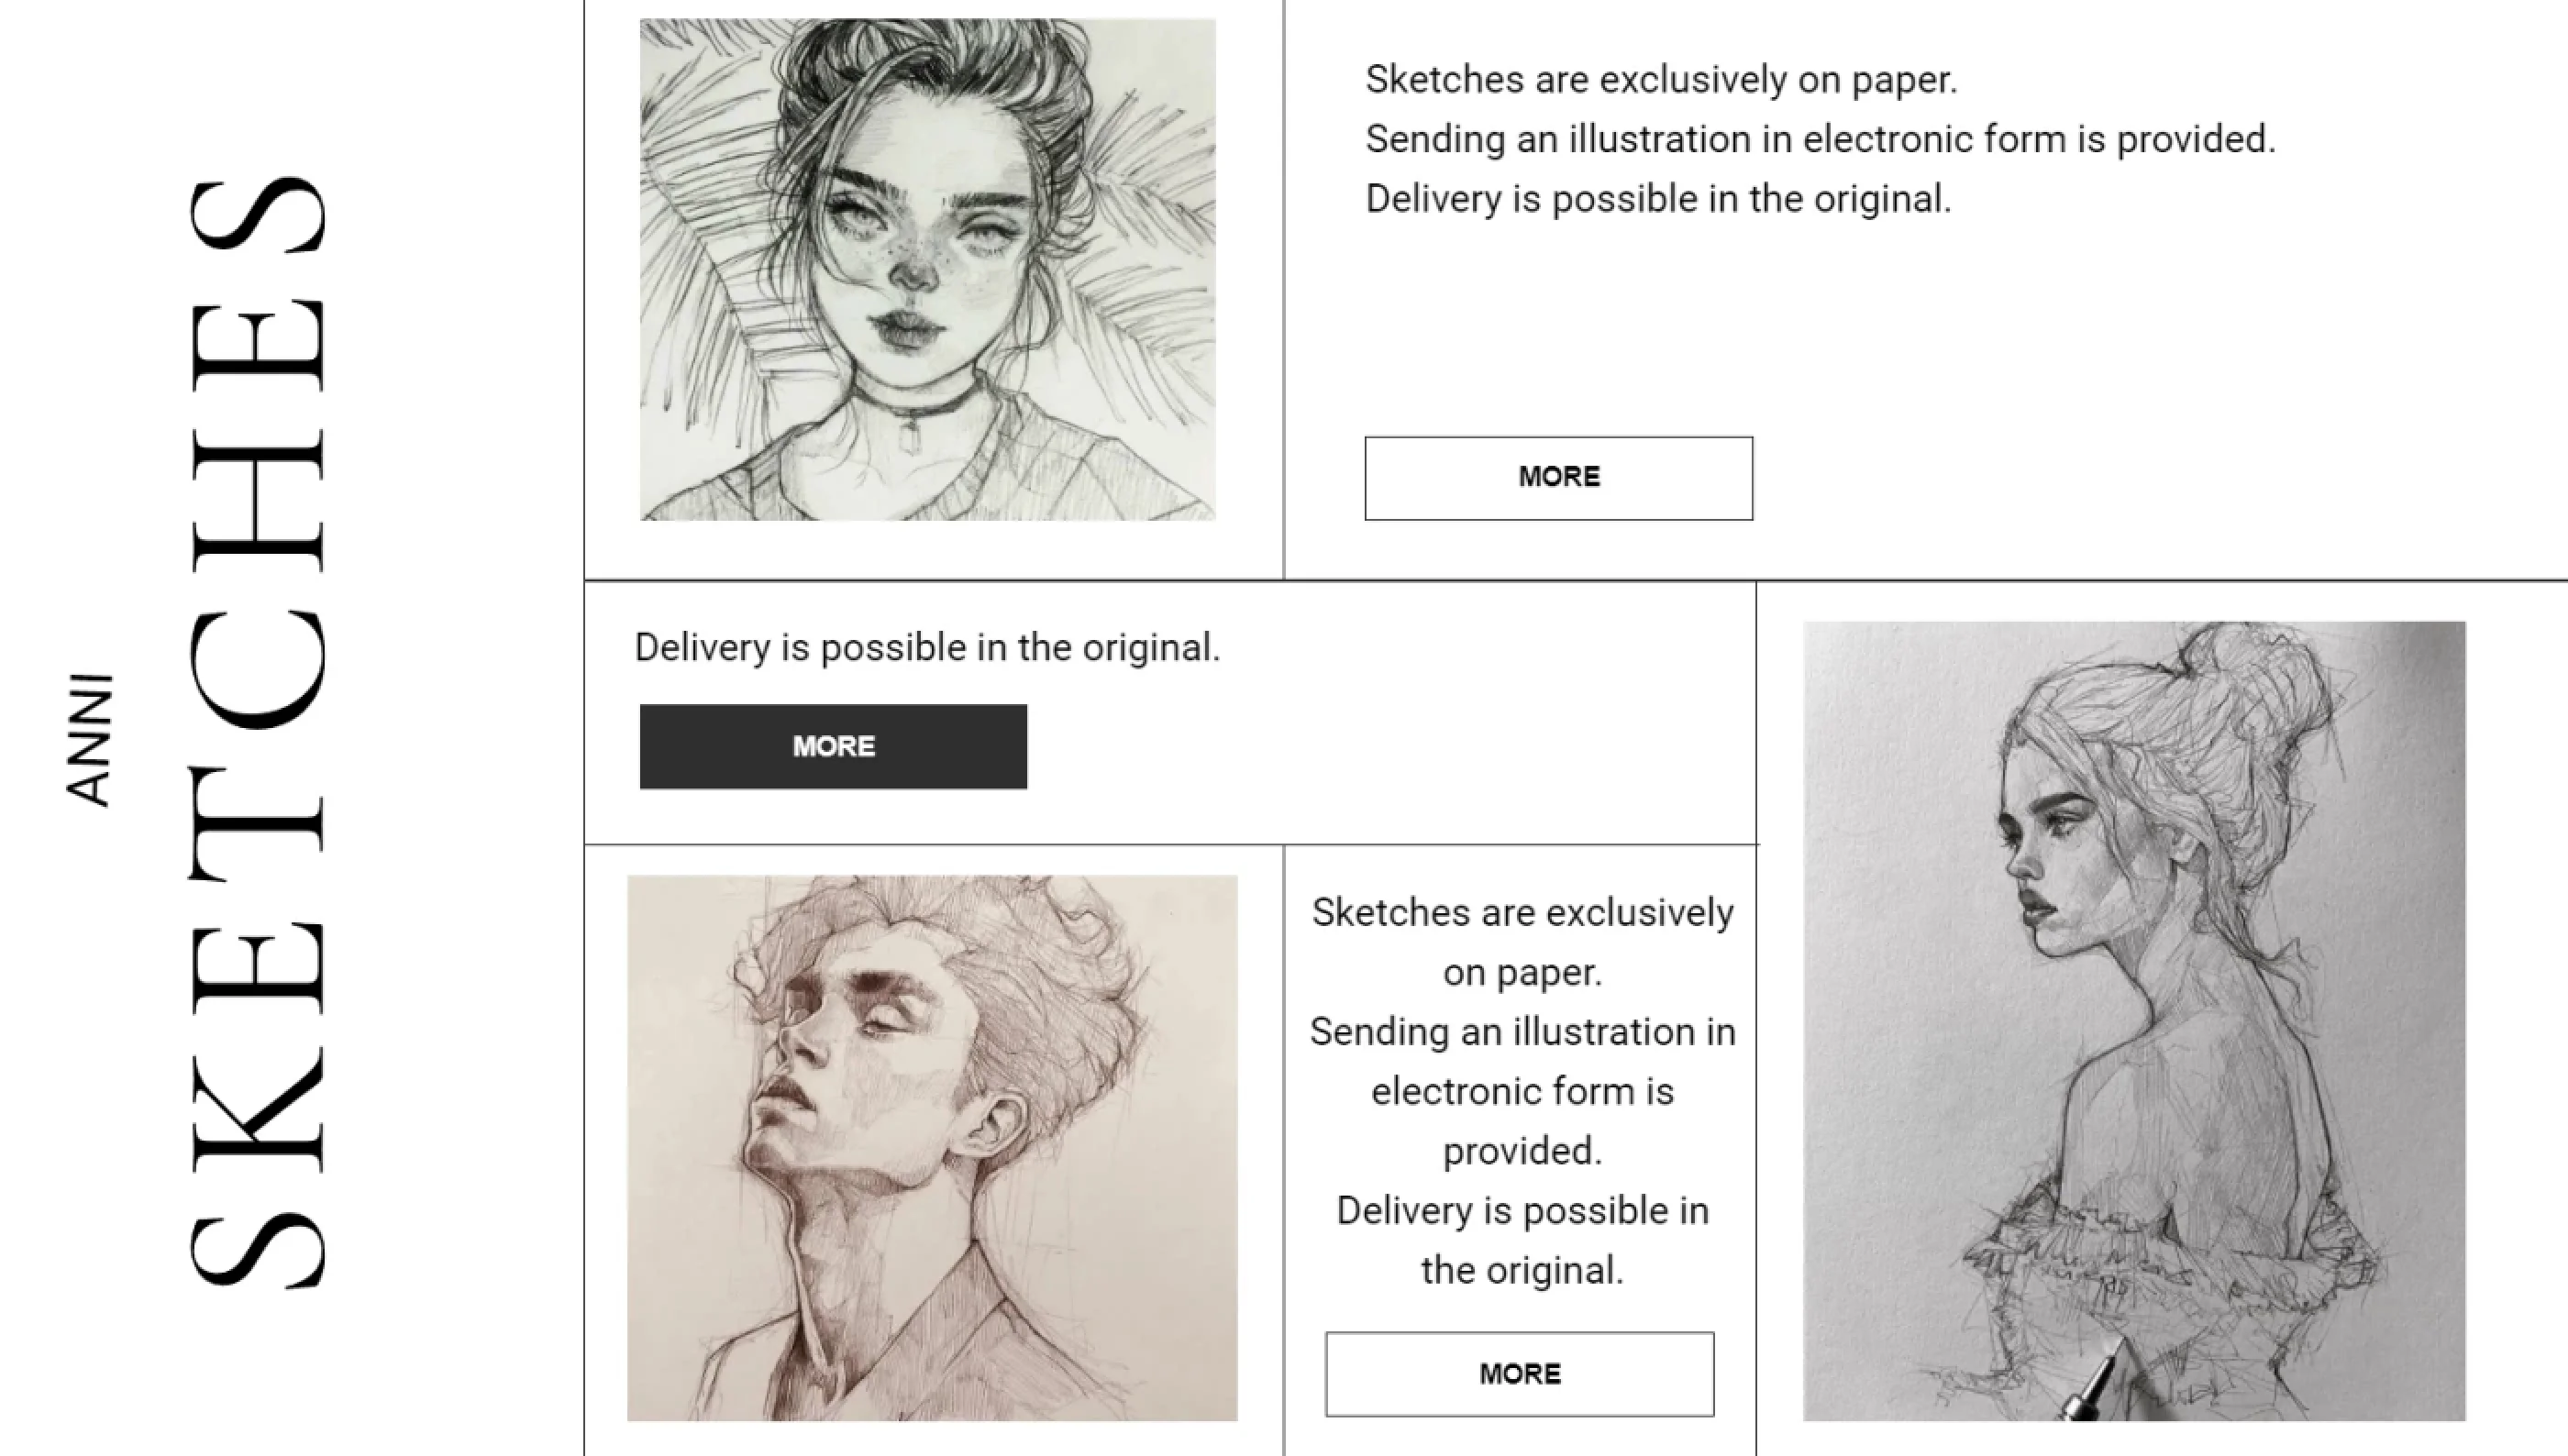 ANNI
SKETCHES
Sketches are exclusively on paper.
Sending an illustration in electronic form is provided.
Delivery is possible in the original.
MORE
Delivery is possible in the original.
MORE
Sketches are exclusively
on paper.
Sending an illustration in
electronic form is
provided.
Delivery is possible in
the original.
MORE